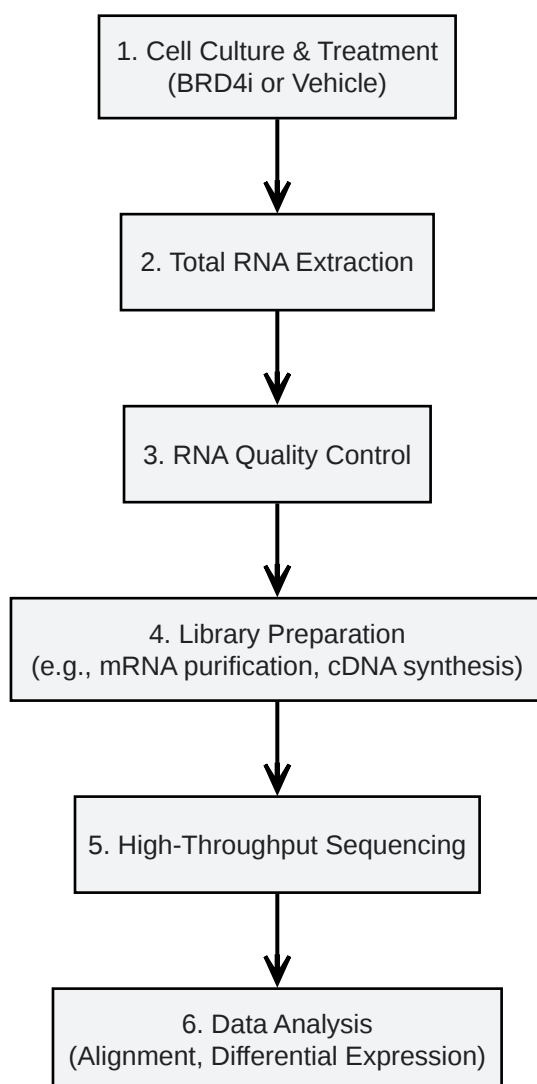 1. Cell Culture & Treatment
(BRD4i or Vehicle)
2. Total RNA Extraction
3. RNA Quality Control
4. Library Preparation
(e.g., mRNA purification, cDNA synthesis)
5. High-Throughput Sequencing
6. Data Analysis
(Alignment, Differential Expression)